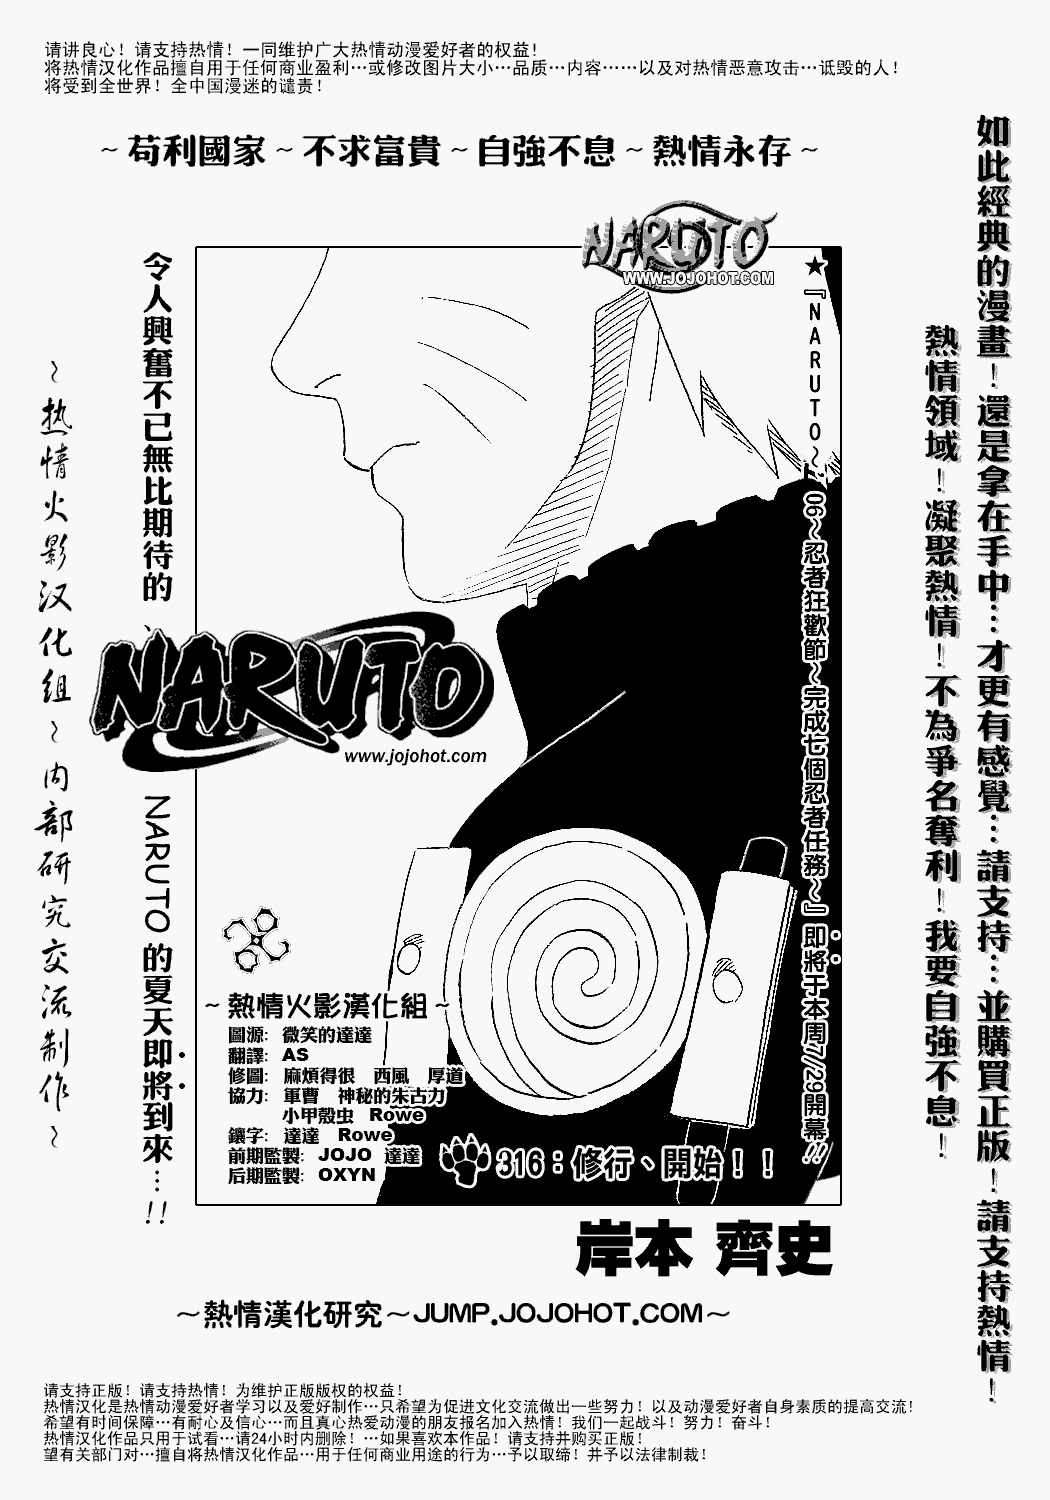 请讲良心！请支持热情！一同维护广大热情动漫爱好者的权益！
将热情汉化作品擅自用于任何商业盈利…或修改图片大小…品质…内容……以及对热情恶意攻击…诋毁的人！
将受到全世界！全中国漫迷的谴责！
～苟利國家～不求富貴～自強不息～熱情永存～
如此經典的漫畫！還是拿在手中…才更有感覺…請支持…並購買正版！請支持熱情！
熱情領域！凝聚熱情！不為爭名奪利！我要自強不息！
NARUTO
WWW.JOJOHOT.COM
★『NARUTO～ト'06～忍者狂歡節～完成七個忍者任務～』即將于本周7/29開幕!!
令人興奮不已無比期待的、
NARUTO的夏天即將到來…!!
～热情火影汉化组～内部研究交流制作～
NARUTO
www.jojohot.com
～熱情火影漢化組～
圖源：微笑的達達
翻譯：AS
修圖：麻煩得很 西風 厚道
協力：軍曹 神秘的朱古力
小甲殼虫 Rowe
鑲字：達達 Rowe
前期監製：JOJO 達達
后期監製：OXYN
316：修行、開始！！
岸本 齊史
～熱情漢化研究～JUMP.JOJOHOT.COM～
请支持正版！请支持热情！为维护正版版权的权益！
热情汉化是热情动漫爱好者学习以及爱好制作…只希望为促进文化交流做出一些努力！以及动漫爱好者自身素质的提高交流！
希望有时间保障…有耐心及信心…而且真心热爱动漫的朋友报名加入热情！我们一起战斗！努力！奋斗！
热情汉化作品只用于试看…请24小时内删除！…如果喜欢本作品！请支持并购买正版！
望有关部门对…擅自将热情汉化作品…用于任何商业用途的行为…予以取缔！并予以法律制裁！